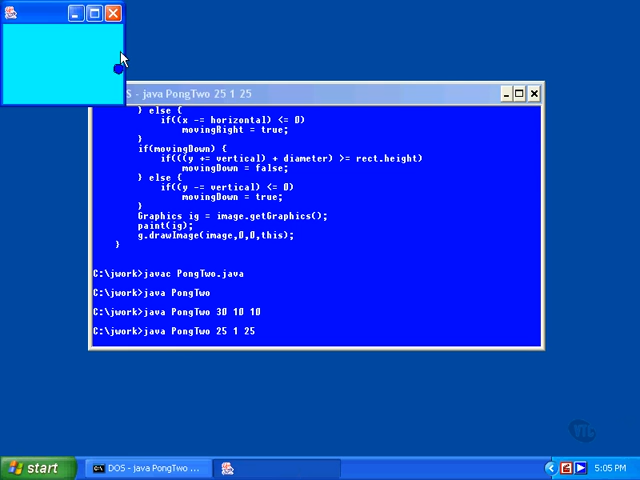 DOS - java PongTwo 25 1 25
} else {
if((x -= horizontal) <= 0)
movingRight = true;
}
if(movingDown) {
if(((y += vertical) + diameter) >= rect.height)
movingDown = false;
} else {
if((y -= vertical) <= 0)
movingDown = true;
}
Graphics ig = image.getGraphics();
paint(ig);
g.drawImage(image,0,0,this);
}
C:\jwork>javac PongTwo.java
C:\jwork>java PongTwo
C:\jwork>java PongTwo 30 10 10
C:\jwork>java PongTwo 25 1 25
start
DOS - java PongTwo ...
5:05 PM